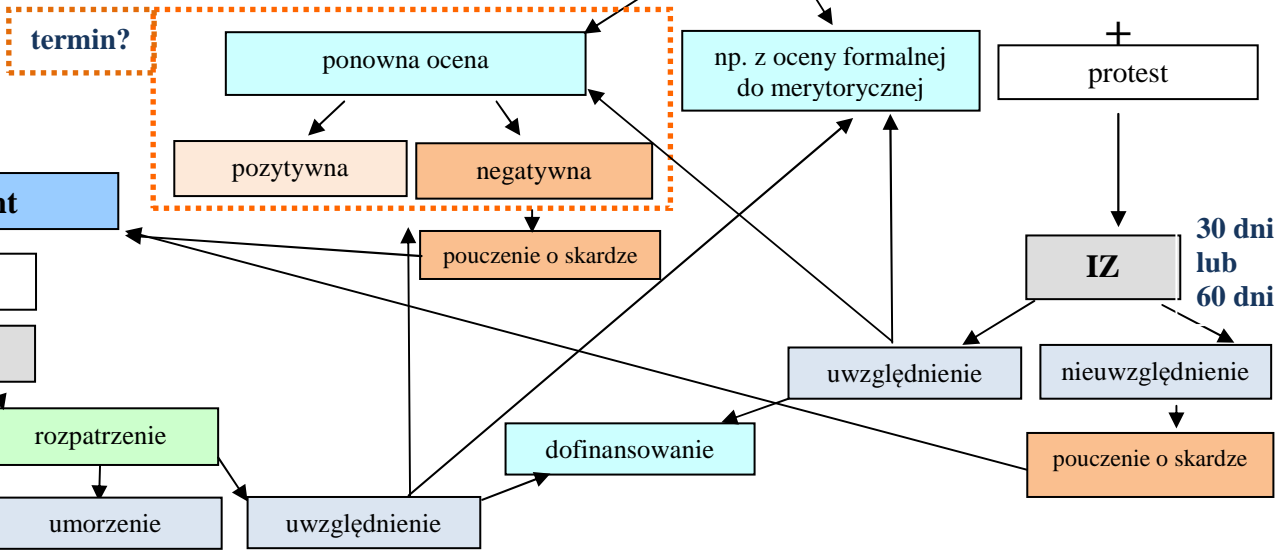 termin?
ponowna ocena
np. z oceny formalnej
do merytorycznej
+
protest
pozytywna
negatywna
nt
pouczenie o skardze
IZ
30 dni
lub
60 dni
uwzględnienie
nieuwzględnienie
rozpatrzenie
dofinansowanie
pouczenie o skardze
umorzenie
uwzględnienie